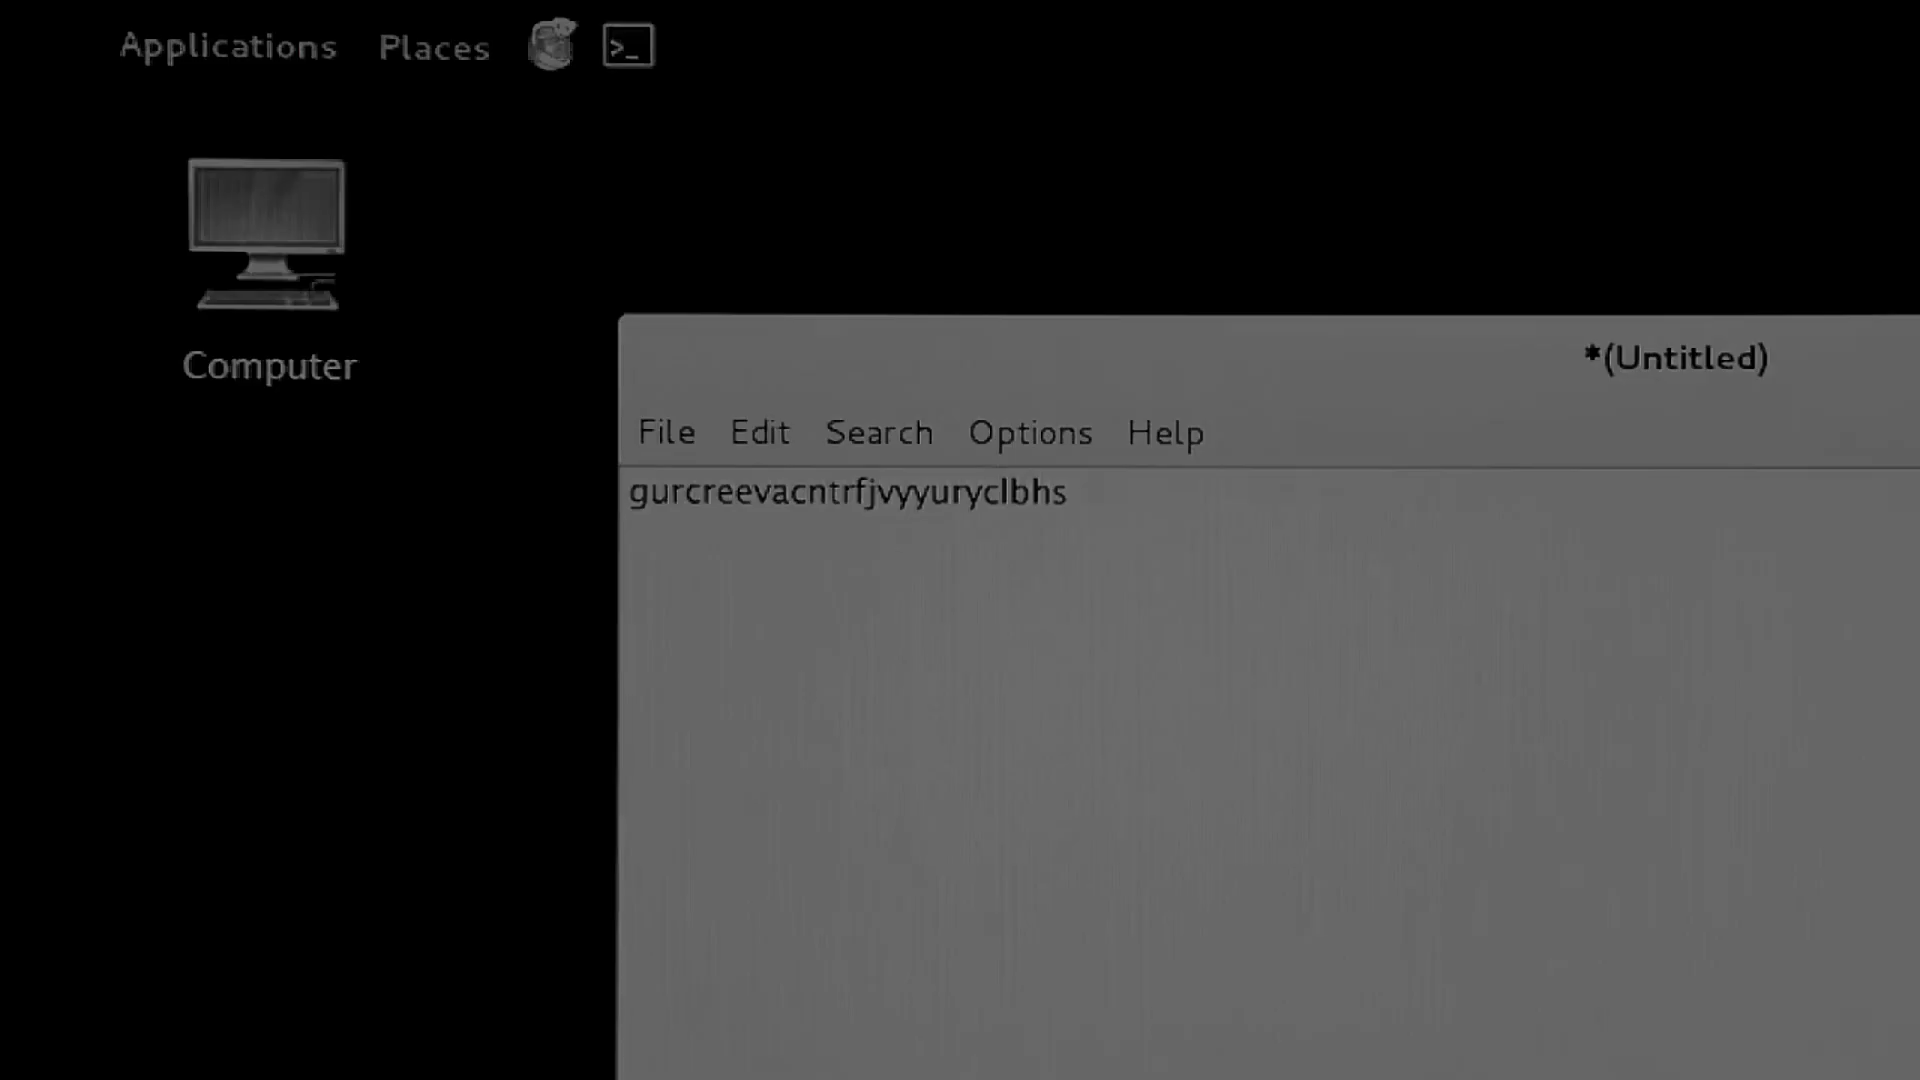 Applications Places >_
Computer
*(Untitled)
File Edit Search Options Help
gurcreevacntrfjvyyuryclbhs